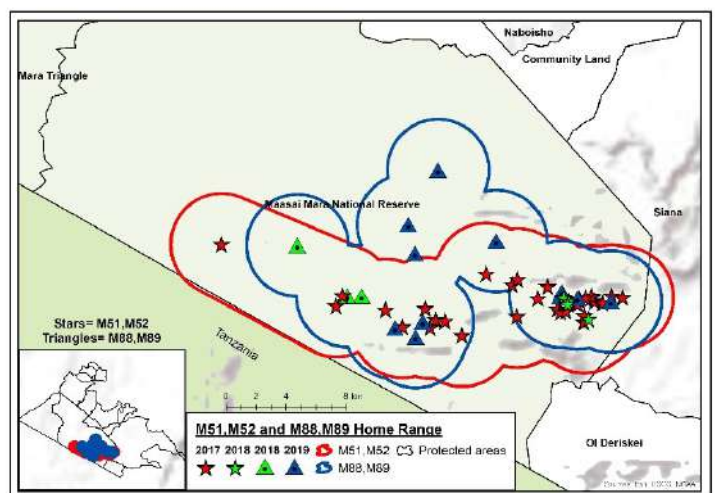 Naboisho
Community Land
Mara Triangle
Maasai Mara National Reserve
Siana
Stars= M51,M52
Triangles= M88,M89
Tanzania
0 2 4 8 km
M51,M52 and M88,M89 Home Range
2017 2018 2018 2019 M51,M52 Protected areas
M88,M89
Ol Deriskei